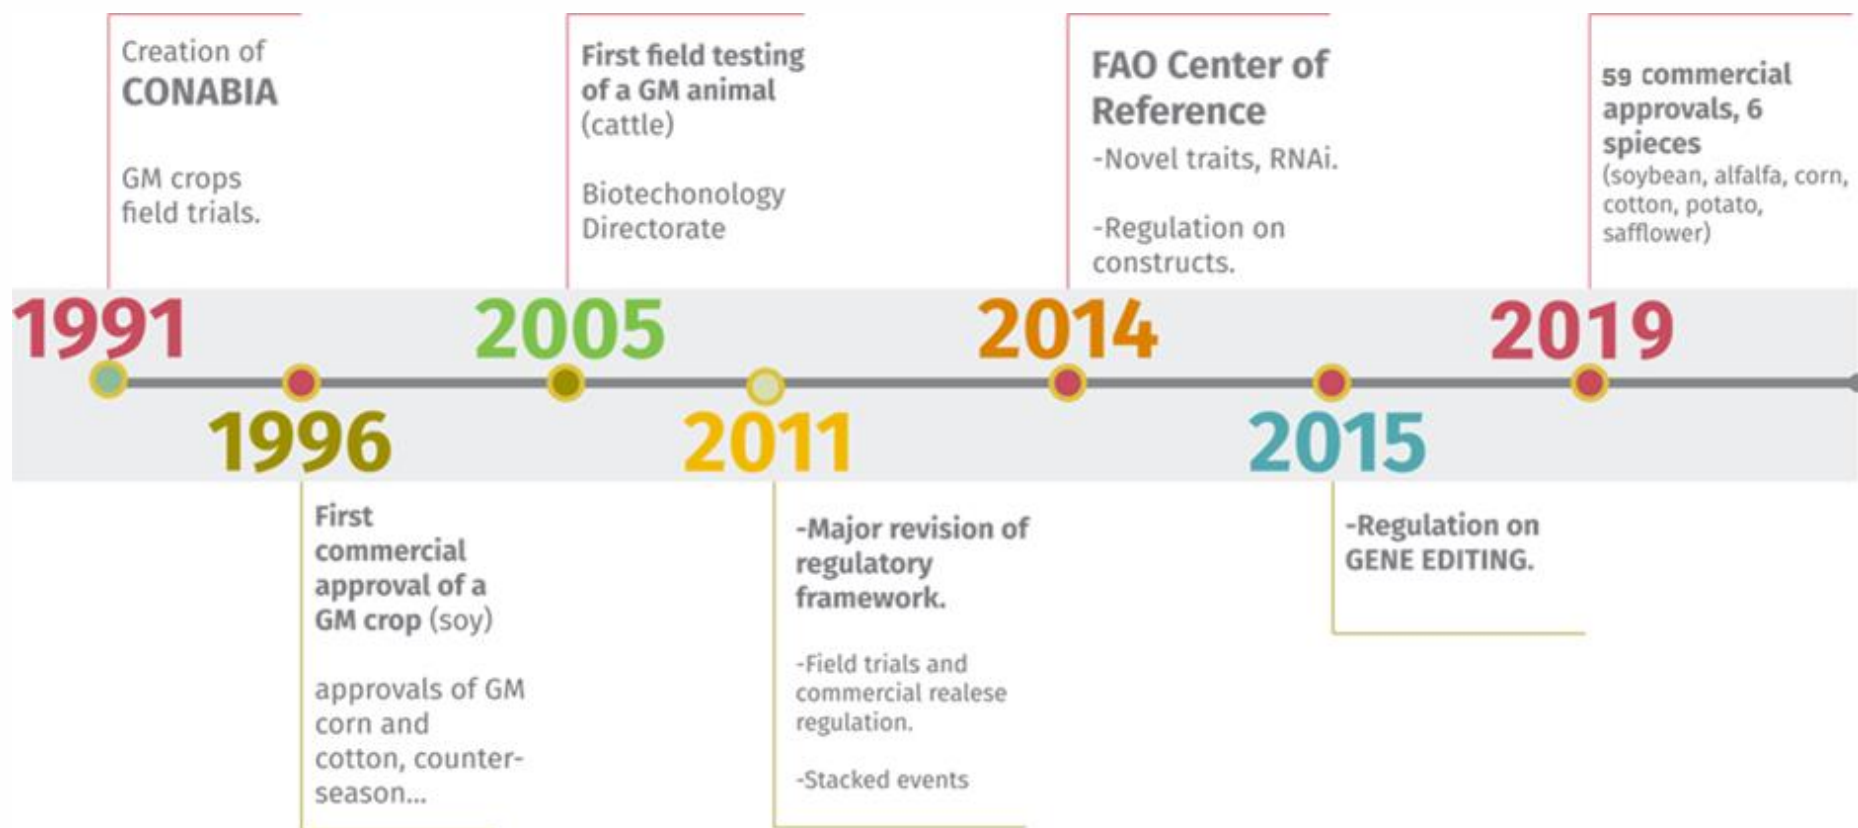 Creation of
CONABIA
GM crops
field trials.
First field testing
of a GM animal
(cattle)
Biotechonology
Directorate
FAO Center of
Reference
-Novel traits, RNAi.
-Regulation on
constructs.
59 commercial
approvals, 6
spieces
(soybean, alfalfa, corn,
cotton, potato,
safflower)
1991
2005
2014
2019
1996
2011
2015
First
commercial
approval of a
GM crop (soy)
approvals of GM
corn and
cotton, counter-
season...
-Major revision of
regulatory
framework.
-Field trials and
commercial realese
regulation.
-Stacked events
-Regulation on
GENE EDITING.